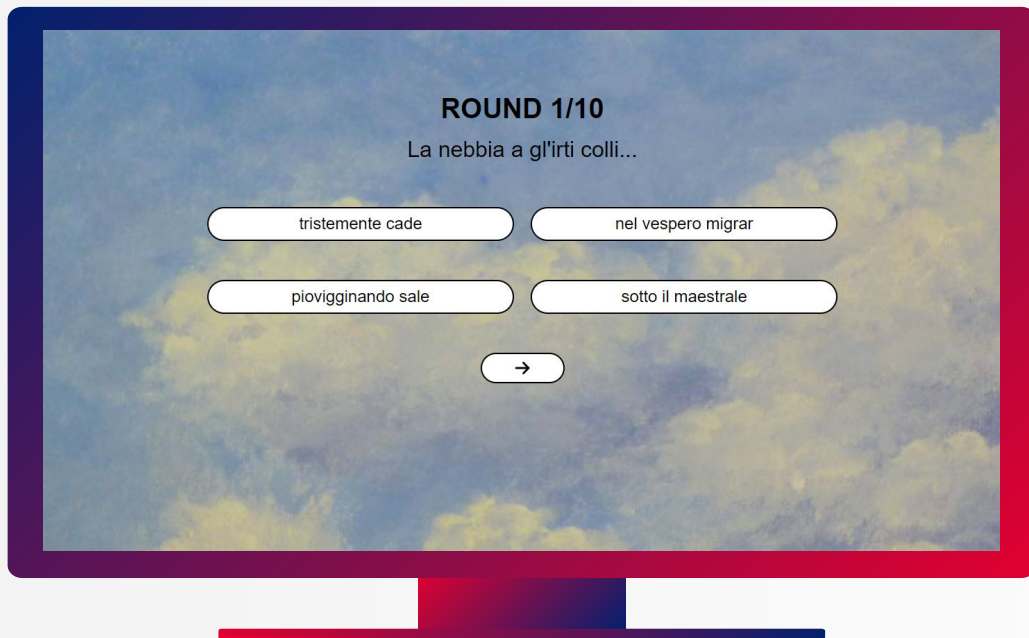 ROUND 1/10
La nebbia a gl'irti colli...
tristemente cade
nel vespero migrar
piovigginando sale
sotto il maestrale
→